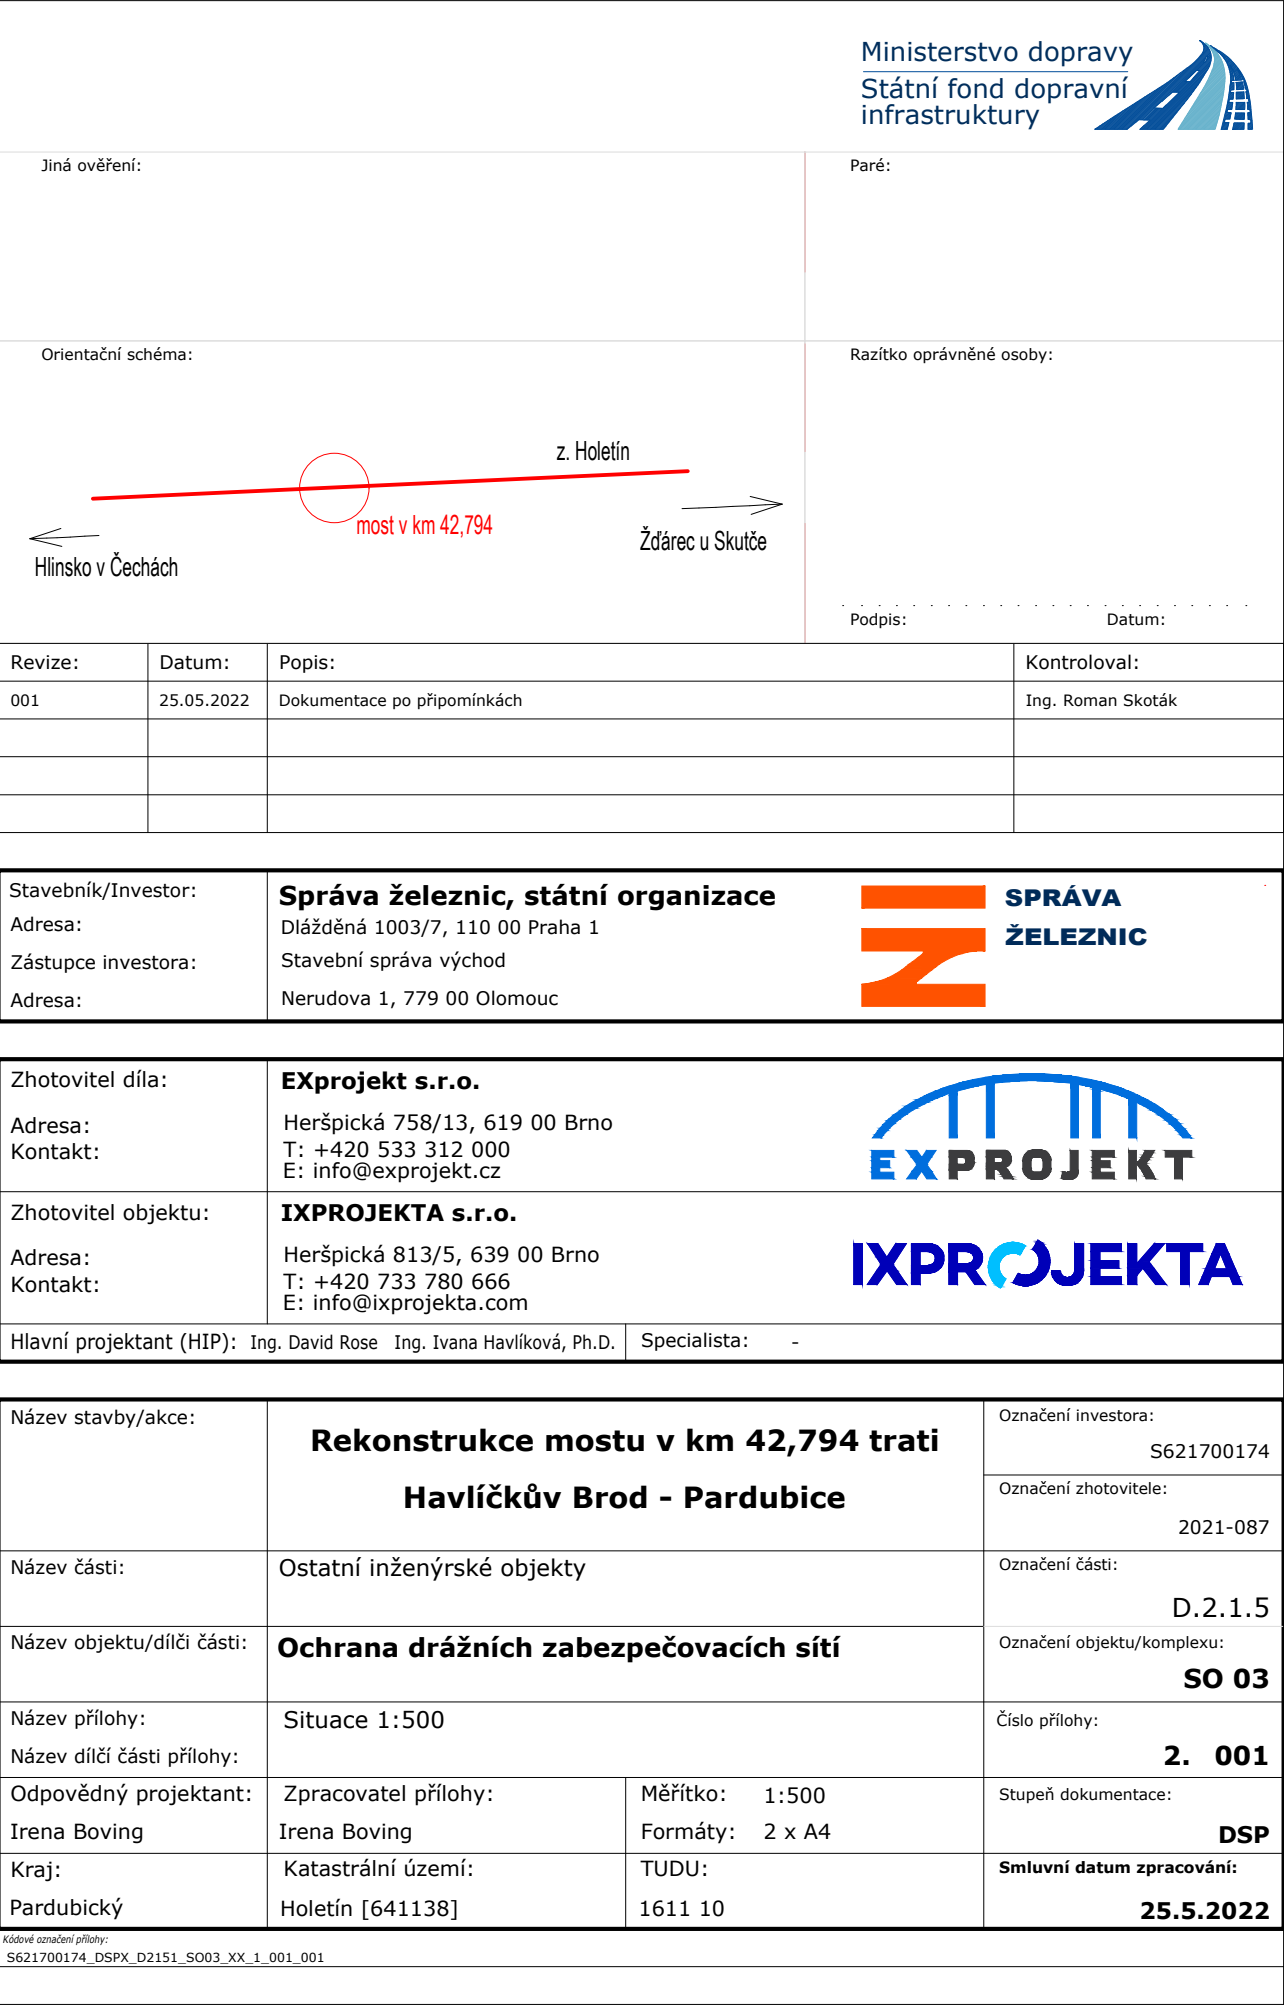 Ministerstvo dopravy
Státní fond dopravní
infrastruktury
Jiná ověření:
Paré:
Orientační schéma:
Razítko oprávněné osoby:
z. Holetín
most v km 42,794
Žďárec u Skutče
Hlinsko v Čechách
Podpis: Datum:
Revize: Datum: Popis: Kontroloval:
001 25.05.2022 Dokumentace po připomínkách Ing. Roman Skoták
Stavebník/Investor: Správa železnic, státní organizace
Adresa: Dlážděná 1003/7, 110 00 Praha 1
Zástupce investora: Stavební správa východ
Adresa: Nerudova 1, 779 00 Olomouc
SPRÁVA
ŽELEZNIC
Zhotovitel díla: EXprojekt s.r.o.
Adresa: Heršpická 758/13, 619 00 Brno
Kontakt: T: +420 533 312 000
E: info@exprojekt.cz
EXPROJEKT
Zhotovitel objektu: IXPROJEKTA s.r.o.
Adresa: Heršpická 813/5, 639 00 Brno
Kontakt: T: +420 733 780 666
E: info@ixprojekta.com
IXPROJEKTA
Hlavní projektant (HIP): Ing. David Rose Ing. Ivana Havlíková, Ph.D. Specialista: -
Název stavby/akce: Rekonstrukce mostu v km 42,794 trati
Havlíčkův Brod - Pardubice
Označení investora:
S621700174
Označení zhotovitele:
2021-087
Název části: Ostatní inženýrské objekty
Označení části:
D.2.1.5
Název objektu/dílči části: Ochrana drážních zabezpečovacích sítí
Označení objektu/komplexu:
SO 03
Název přílohy: Situace 1:500
Číslo přílohy:
Název dílčí části přílohy: 2. 001
Odpovědný projektant: Zpracovatel přílohy: Měřítko: 1:500 Stupeň dokumentace:
Irena Boving Irena Boving Formáty: 2 x A4 DSP
Kraj: Katastrální území: TUDU: Smluvní datum zpracování:
Pardubický Holetín [641138] 1611 10 25.5.2022
Kódové označení přílohy:
S621700174_DSPX_D2151_SO03_XX_1_001_001